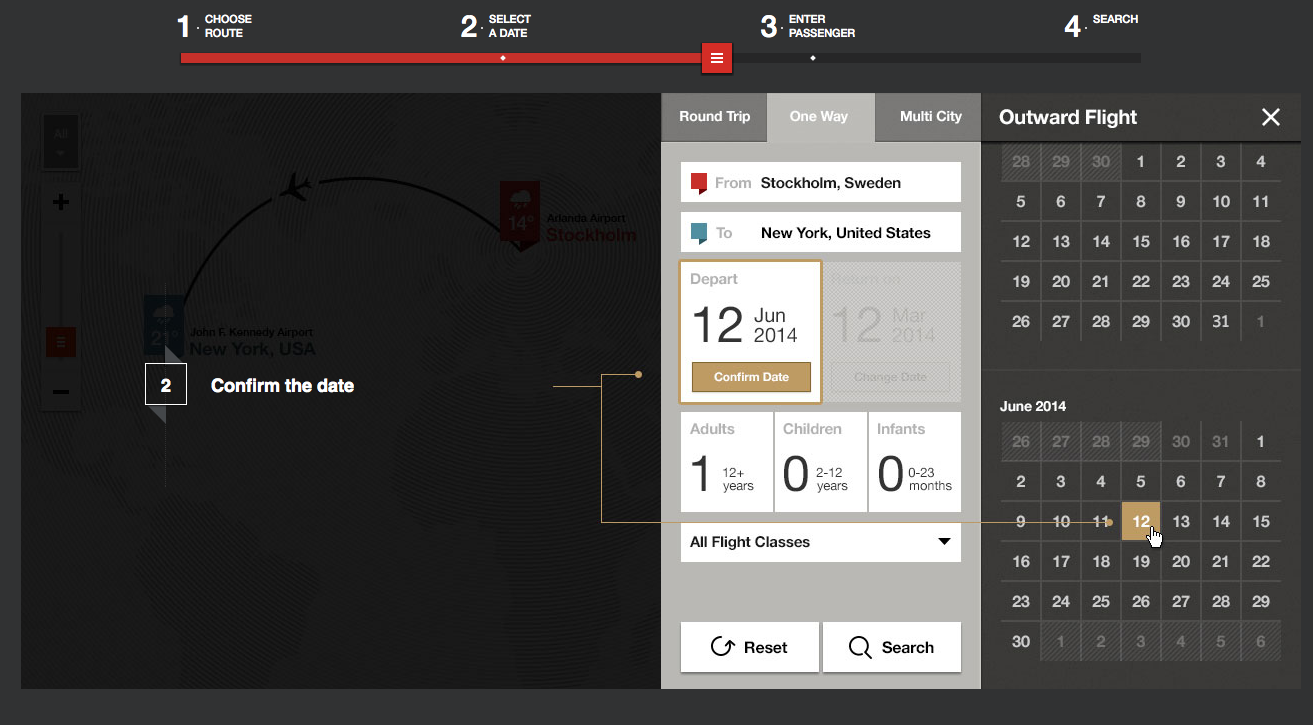 1. CHOOSE
ROUTE
2. SELECT
A DATE
3. ENTER
PASSENGER
4. SEARCH
All
14°
Arlanda Airport
Stockholm
21°
John F. Kennedy Airport
New York, USA
2 Confirm the date
Round Trip One Way Multi City
From Stockholm, Sweden
To New York, United States
Depart
12 Jun
2014
Confirm Date
Return on
12 Mar
2014
Change Date
Adults
1 12+
years
Children
0 2-12
years
Infants
0 0-23
months
All Flight Classes
Reset Search
Outward Flight
28 29 30 1 2 3 4
5 6 7 8 9 10 11
12 13 14 15 16 17 18
19 20 21 22 23 24 25
26 27 28 29 30 31 1
June 2014
26 27 28 29 30 31 1
2 3 4 5 6 7 8
9 10 11 12 13 14 15
16 17 18 19 20 21 22
23 24 25 26 27 28 29
30 1 2 3 4 5 6